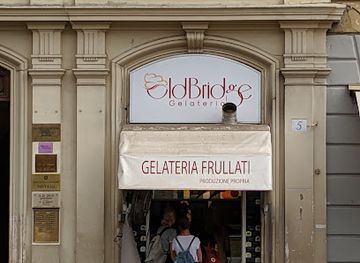 OldBridge
Gelateria
5
GELATERIA FRULLATI
PRODUZIONE PROPRIA